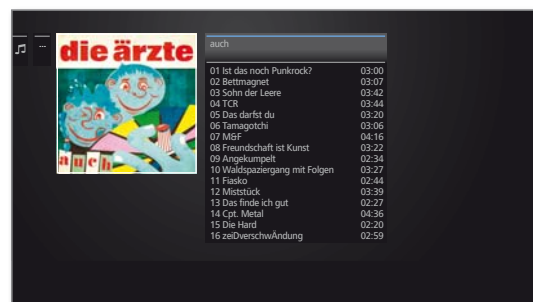 die ärzte
auch
auch
01 Ist das noch Punkrock? 03:00
02 Bettmagnet 03:07
03 Sohn der Leere 03:42
04 TCR 03:44
05 Das darfst du 03:20
06 Tamagotchi 03:06
07 M&F 04:16
08 Freundschaft ist Kunst 03:22
09 Angekumpelt 02:34
10 Waldspaziergang mit Folgen 03:27
11 Fiasko 02:44
12 Miststück 03:39
13 Das finde ich gut 02:27
14 Cpt. Metal 04:36
15 Die Hard 02:20
16 zeiDverschwÄndung 02:59